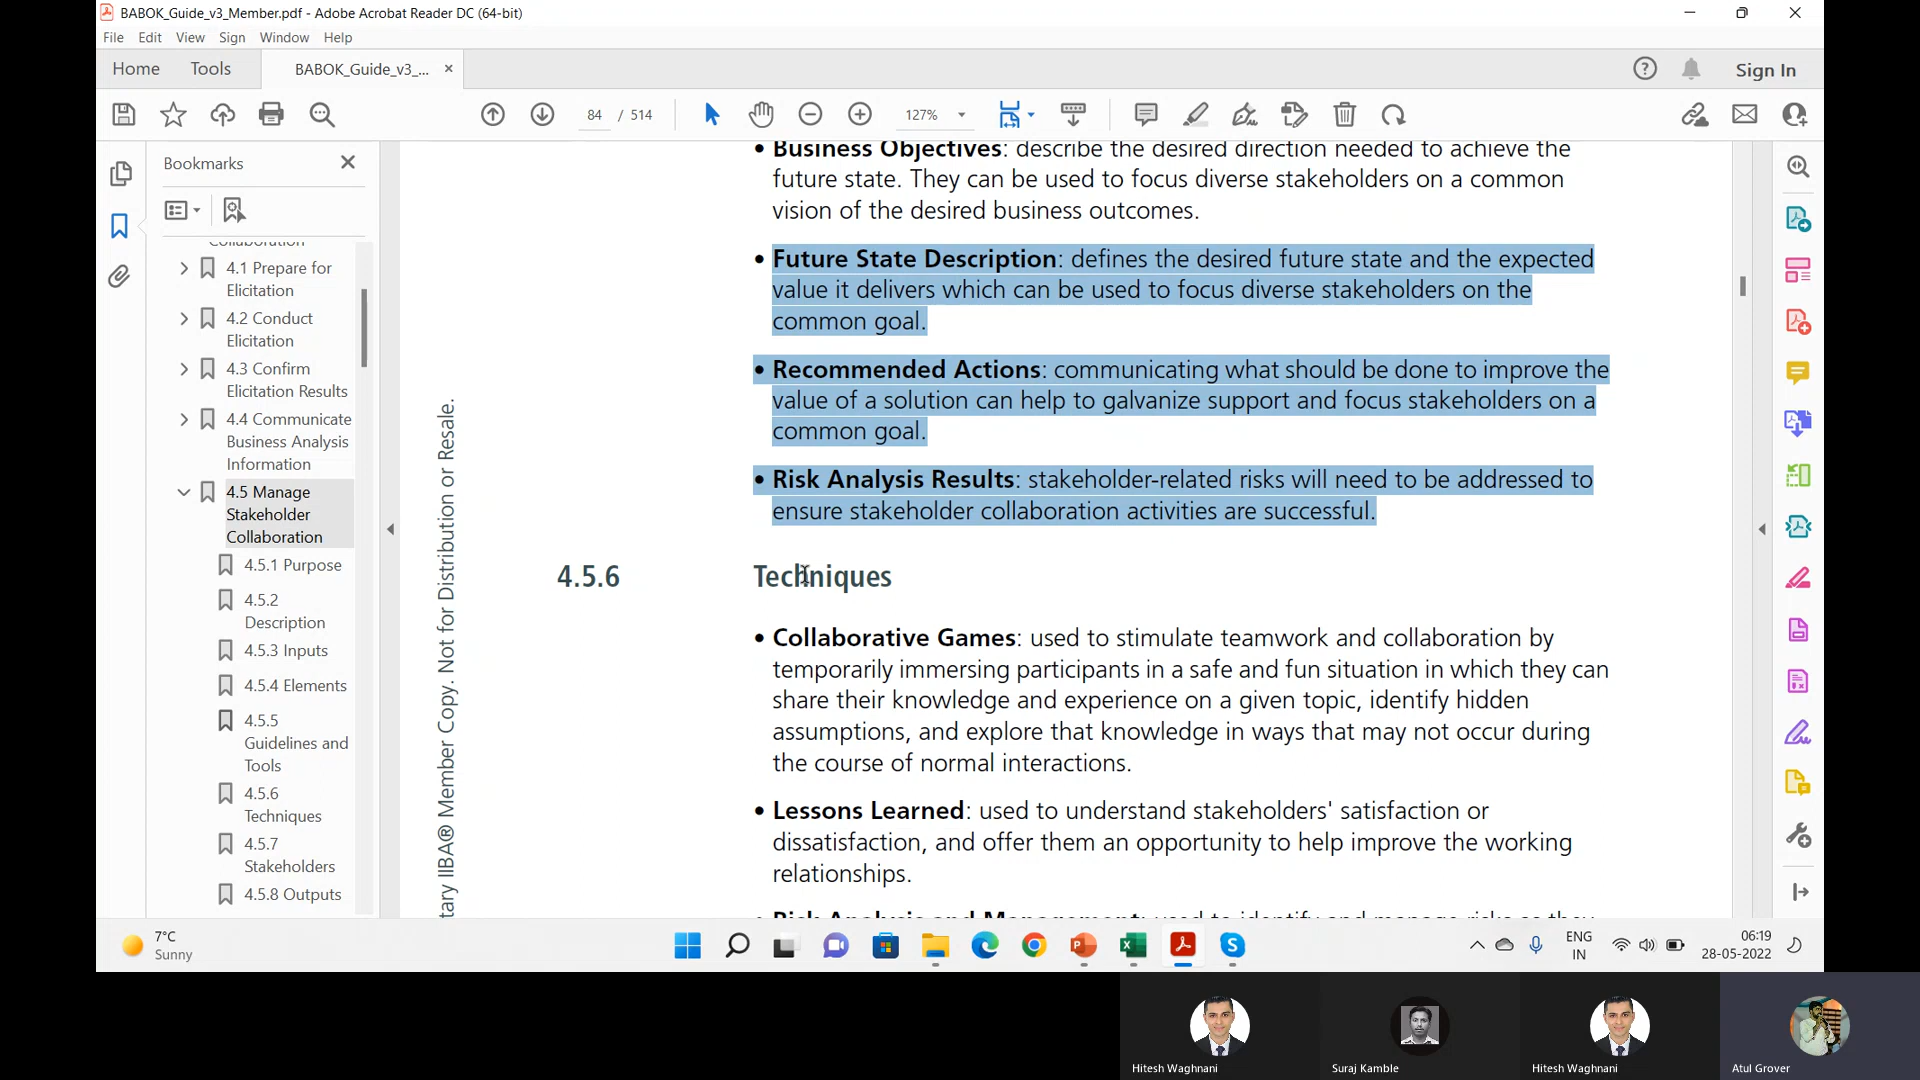 BABOK_Guide_v3_Member.pdf - Adobe Acrobat Reader DC (64-bit)
File Edit View Sign Window Help
Home Tools BABOK_Guide_v3_... × Sign In
84 / 514 127%
Bookmarks
Collaboration
4.1 Prepare for
Elicitation
4.2 Conduct
Elicitation
4.3 Confirm
Elicitation Results
4.4 Communicate
Business Analysis
Information
4.5 Manage
Stakeholder
Collaboration
4.5.1 Purpose
4.5.2
Description
4.5.3 Inputs
4.5.4 Elements
4.5.5
Guidelines and
Tools
4.5.6
Techniques
4.5.7
Stakeholders
4.5.8 Outputs
tary IIBA® Member Copy. Not for Distribution or Resale.
• Business Objectives: describe the desired direction needed to achieve the
future state. They can be used to focus diverse stakeholders on a common
vision of the desired business outcomes.
• Future State Description: defines the desired future state and the expected
value it delivers which can be used to focus diverse stakeholders on the
common goal.
• Recommended Actions: communicating what should be done to improve the
value of a solution can help to galvanize support and focus stakeholders on a
common goal.
• Risk Analysis Results: stakeholder-related risks will need to be addressed to
ensure stakeholder collaboration activities are successful.
4.5.6 Techniques
• Collaborative Games: used to stimulate teamwork and collaboration by
temporarily immersing participants in a safe and fun situation in which they can
share their knowledge and experience on a given topic, identify hidden
assumptions, and explore that knowledge in ways that may not occur during
the course of normal interactions.
• Lessons Learned: used to understand stakeholders' satisfaction or
dissatisfaction, and offer them an opportunity to help improve the working
relationships.
• Risk Analysis and Management: used to identify and manage risks as they
7°C
Sunny
ENG
IN
06:19
28-05-2022
Hitesh Waghnani
Suraj Kamble
Hitesh Waghnani
Atul Grover